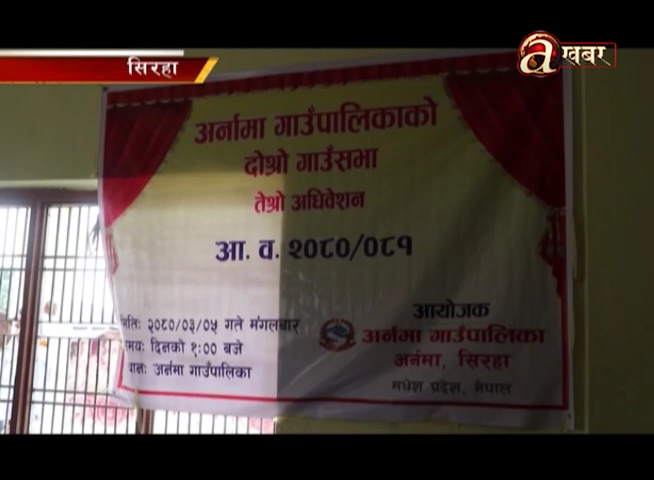 सिरहा
a खबर
अर्नामा गाउँपालिकाको
दोश्रो गाउँसभा
तेश्रो अधिवेशन
आ. व. २०८०/०८१
मिति: २०८०/०३/०५ गते मंगलबार
समय: दिनको १:०० बजे
स्थान: अर्नमा गाउँपालिका
आयोजक
अर्नमा गाउँपालिका
अर्नमा, सिरहा
मधेश प्रदेश, नेपाल